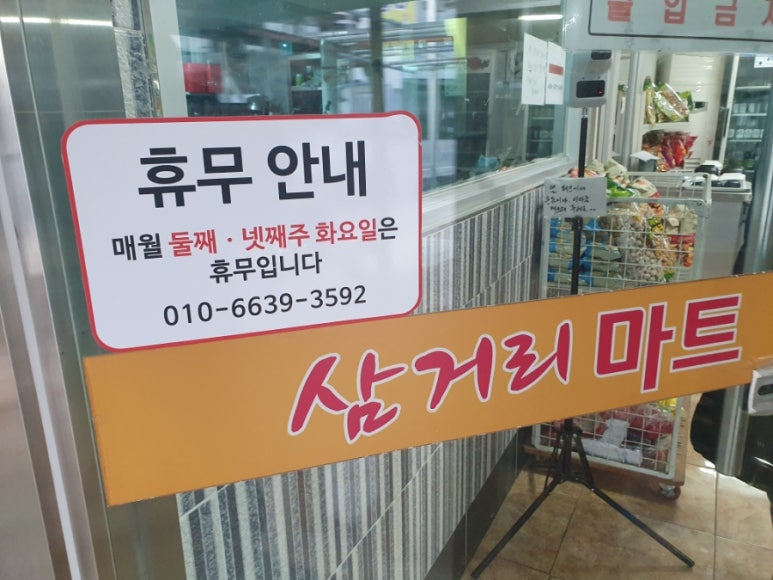 휴무 안내
매월 둘째 · 넷째주 화요일은
휴무입니다
010-6639-3592
삼거리 마트